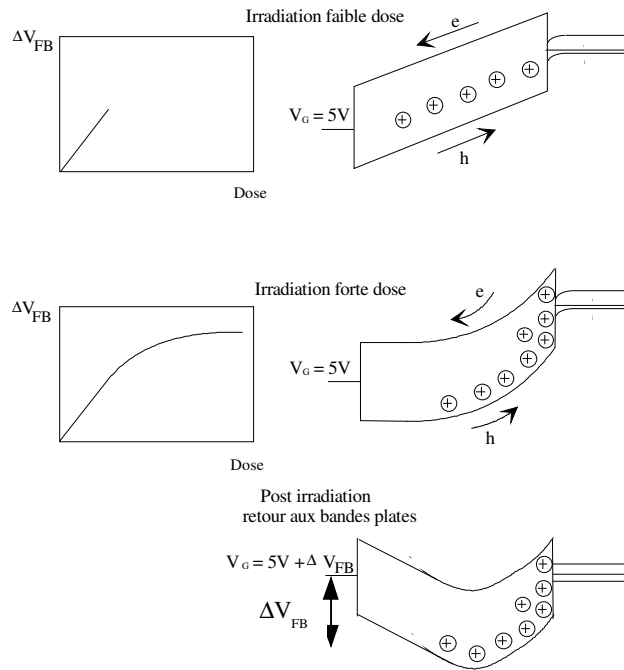 Irradiation faible dose
ΔV_FB
e
V_G = 5V
h
Dose
Irradiation forte dose
ΔV_FB
e
V_G = 5V
h
Dose
Post irradiation
retour aux bandes plates
V_G = 5V + Δ V_FB
ΔV_FB